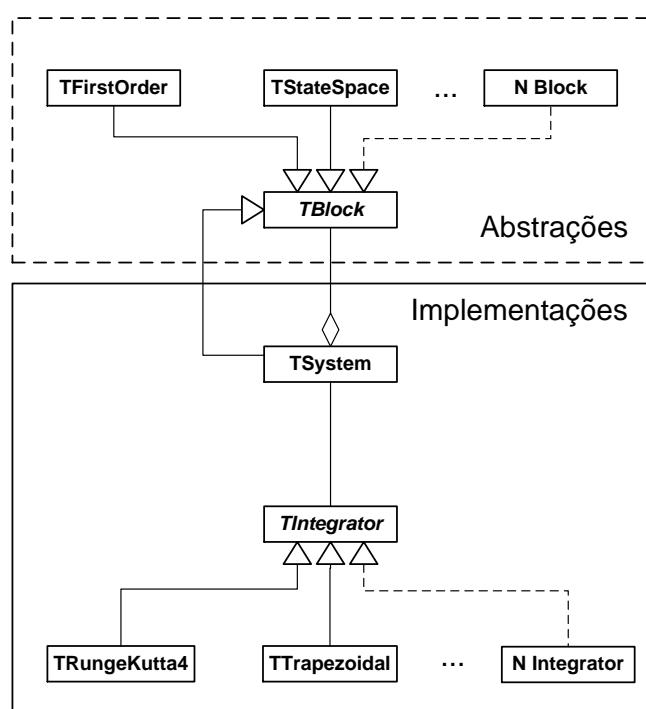 TFirstOrder TStateSpace ... N Block
TBlock
Abstrações
Implementações
TSystem
TIntegrator
TRungeKutta4 TTrapezoidal ... N Integrator